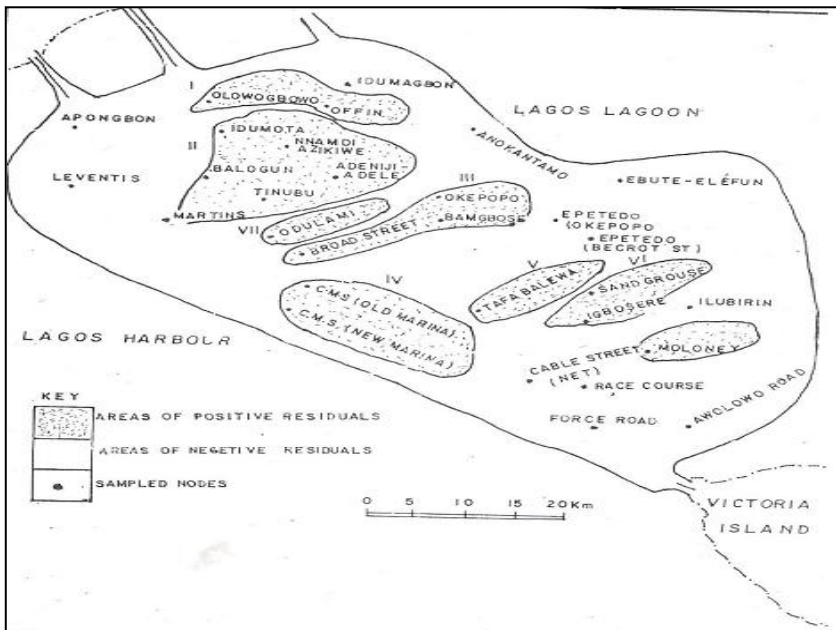 I
IDUMAGBON
OLOWOGBOWO
OFFIN
LAGOS LAGOON
APONGBON
II
IDUMOTA
NNAMDI
AZIKIWE
ANOKANTAMO
BALOGUN
ADENIJI
ADELE
III
LEVENTIS
EBUTE-ELÉFUN
TINUBU
OKEPOPO
MARTINS
BAMGBOSE
EPETEDO
(OKEPOPO
VII
ODULAMI
BROAD STREET
EPETEDO
(BECROT ST)
IV
V
VI
C.M.S (OLD MARINA)
TAFA BALEWA
SAND GROUSE
C.M.S. (NEW MARINA)
IGBOSERE
ILUBIRIN
LAGOS HARBOUR
MOLONEY
CABLE STREET
(NET)
RACE COURSE
AWOLOWO ROAD
FORCE ROAD
KEY
AREAS OF POSITIVE RESIDUALS
AREAS OF NEGETIVE RESIDUALS
SAMPLED NODES
0 5 10 15 20 Km
VICTORIA
ISLAND